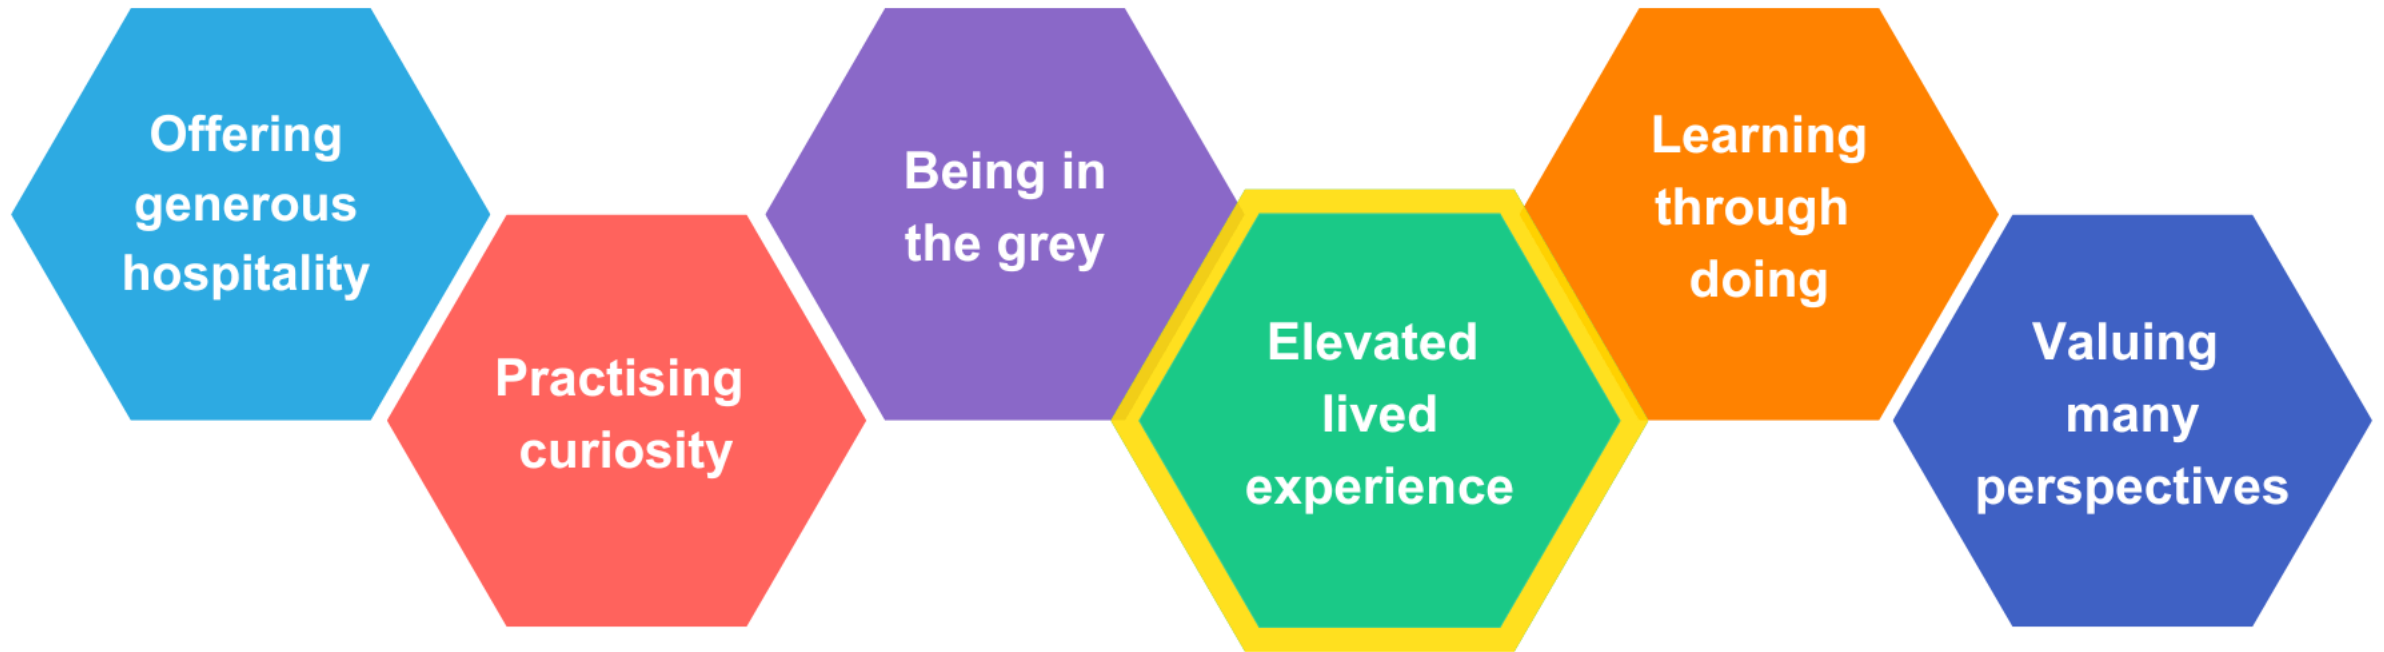 Offering
generous
hospitality
Practising
curiosity
Being in
the grey
Elevated
lived
experience
Learning
through
doing
Valuing
many
perspectives